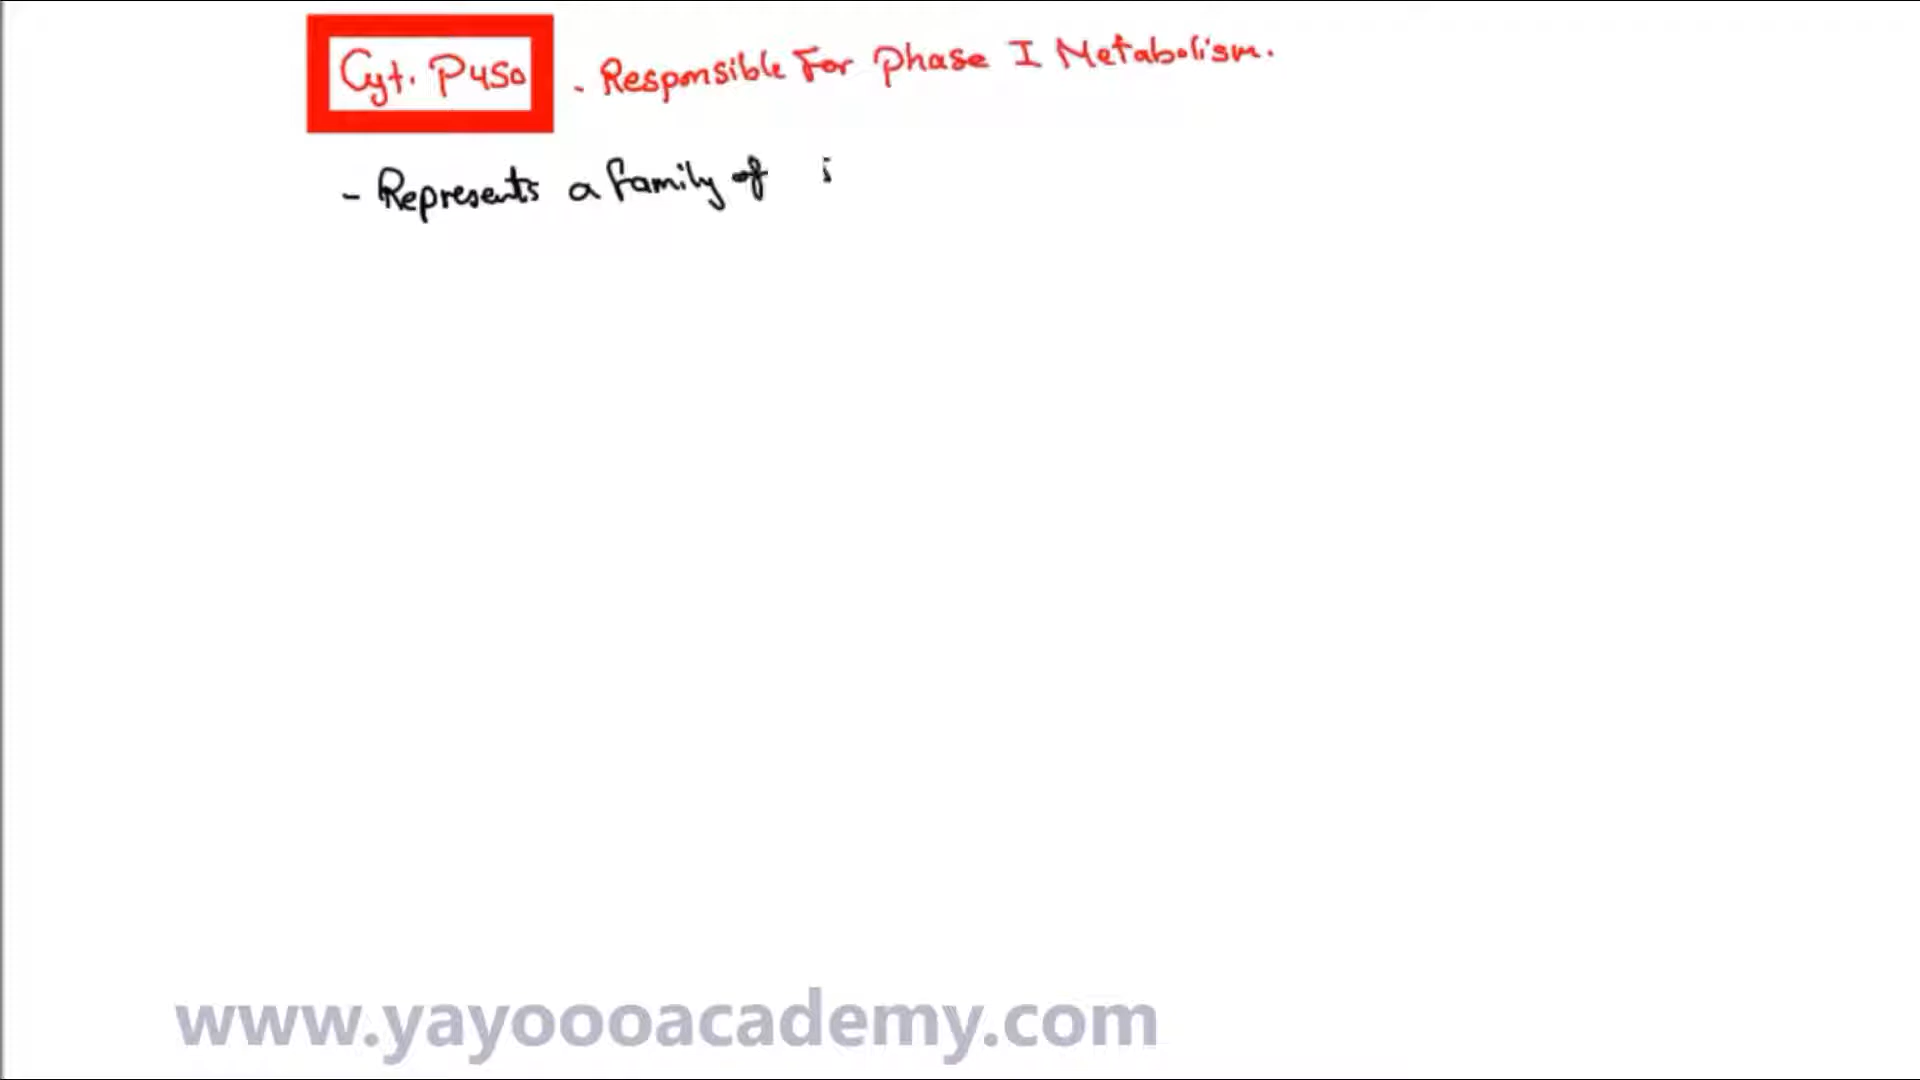 Cyt. P450 - Responsible For Phase I Metabolism.
- Represents a family of i
www.yayoooacademy.com